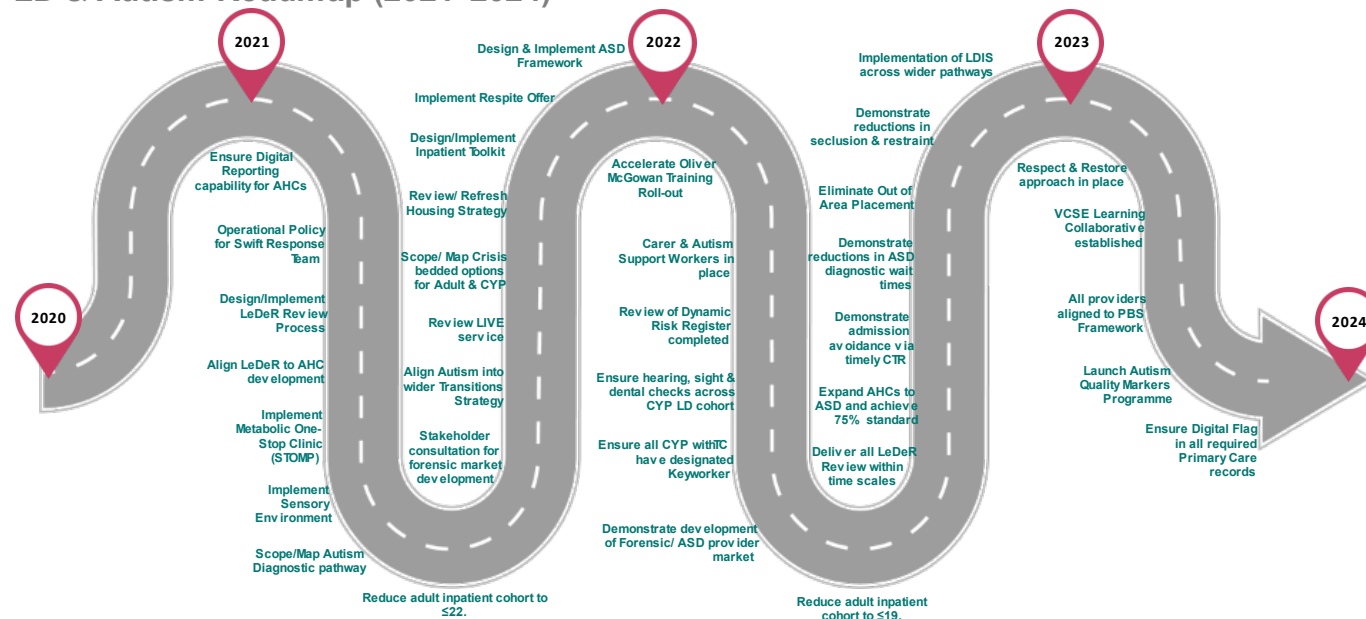 LD & Autism Roadmap (2021-2024)
2020
2021
Ensure Digital
Reporting
capability for AHCs
Operational Policy
for Swift Response
Team
Design/Implement
LeDeR Review
Process
Align LeDeR to AHC
development
Implement
Metabolic One-
Stop Clinic
(STOMP)
Implement
Sensory
Environment
Scope/Map Autism
Diagnostic pathway
Reduce adult inpatient cohort to
≤22.
Stakeholder
consultation for
forensic market
development
Align Autism into
wider Transitions
Strategy
Review LIVE
service
Scope/ Map Crisis
bedded options
for Adult & CYP
Review/ Refresh
Housing Strategy
Design/Implement
Inpatient Toolkit
Implement Respite Offer
Design & Implement ASD
Framework
2022
Accelerate Oliver
McGowan Training
Roll-out
Carer & Autism
Support Workers in
place
Review of Dynamic
Risk Register
completed
Ensure hearing, sight &
dental checks across
CYP LD cohort
Ensure all CYP withTC
have designated
Keyworker
Demonstrate development
of Forensic/ ASD provider
market
Reduce adult inpatient
cohort to ≤19.
Deliver all LeDeR
Review within
time scales
Expand AHCs to
ASD and achieve
75% standard
Demonstrate
admission
avoidance via
timely CTR
Demonstrate
reductions in ASD
diagnostic wait
times
Eliminate Out of
Area Placement
Demonstrate
reductions in
seclusion & restraint
Implementation of LDIS
across wider pathways
2023
Respect & Restore
approach in place
VCSE Learning
Collaborative
established
All providers
aligned to PBS
Framework
Launch Autism
Quality Markers
Programme
Ensure Digital Flag
in all required
Primary Care
records
2024